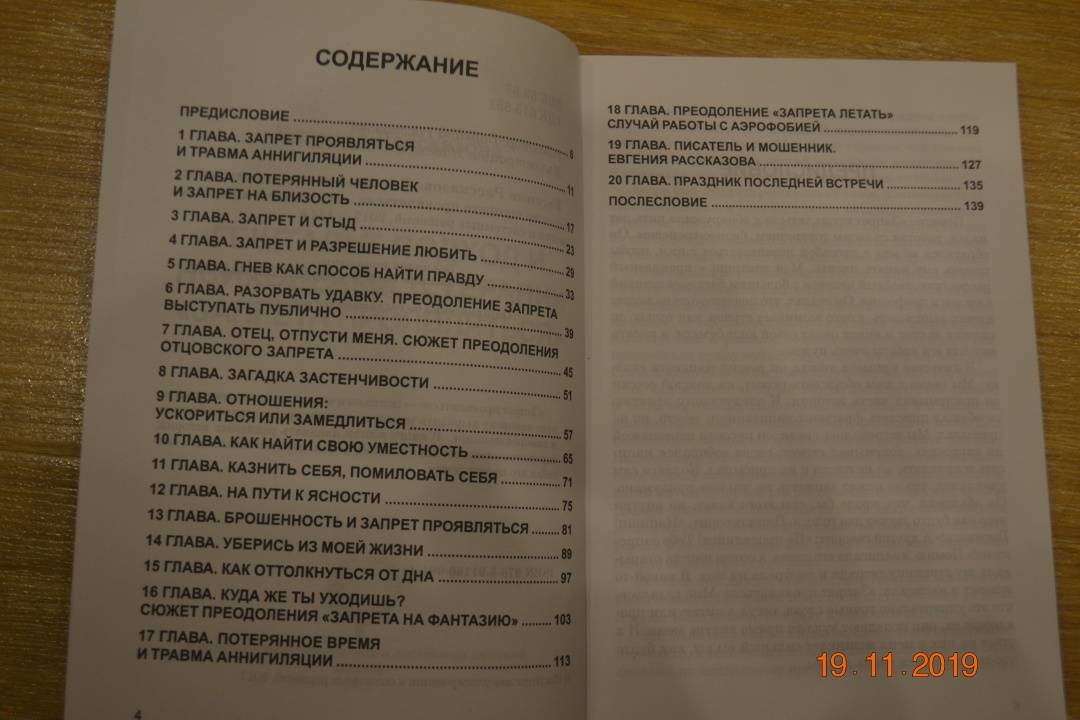 СОДЕРЖАНИЕ
ПРЕДИСЛОВИЕ
1 ГЛАВА. ЗАПРЕТ ПРОЯВЛЯТЬСЯ 6
И ТРАВМА АННИГИЛЯЦИИ 11
2 ГЛАВА. ПОТЕРЯННЫЙ ЧЕЛОВЕК
И ЗАПРЕТ НА БЛИЗОСТЬ 17
3 ГЛАВА. ЗАПРЕТ И СТЫД 23
4 ГЛАВА. ЗАПРЕТ И РАЗРЕШЕНИЕ ЛЮБИТЬ 29
5 ГЛАВА. ГНЕВ КАК СПОСОБ НАЙТИ ПРАВДУ 33
6 ГЛАВА. РАЗОРВАТЬ УДАВКУ. ПРЕОДОЛЕНИЕ ЗАПРЕТА
ВЫСТУПАТЬ ПУБЛИЧНО 39
7 ГЛАВА. ОТЕЦ, ОТПУСТИ МЕНЯ. СЮЖЕТ ПРЕОДОЛЕНИЯ
ОТЦОВСКОГО ЗАПРЕТА 45
8 ГЛАВА. ЗАГАДКА ЗАСТЕНЧИВОСТИ 51
9 ГЛАВА. ОТНОШЕНИЯ:
УСКОРИТЬСЯ ИЛИ ЗАМЕДЛИТЬСЯ 57
10 ГЛАВА. КАК НАЙТИ СВОЮ УМЕСТНОСТЬ 65
11 ГЛАВА. КАЗНИТЬ СЕБЯ, ПОМИЛОВАТЬ СЕБЯ 71
12 ГЛАВА. НА ПУТИ К ЯСНОСТИ 75
13 ГЛАВА. БРОШЕННОСТЬ И ЗАПРЕТ ПРОЯВЛЯТЬСЯ 81
14 ГЛАВА. УБЕРИСЬ ИЗ МОЕЙ ЖИЗНИ 89
15 ГЛАВА. КАК ОТТОЛКНУТЬСЯ ОТ ДНА 97
16 ГЛАВА. КУДА ЖЕ ТЫ УХОДИШЬ?
СЮЖЕТ ПРЕОДОЛЕНИЯ «ЗАПРЕТА НА ФАНТАЗИЮ» 103
17 ГЛАВА. ПОТЕРЯННОЕ ВРЕМЯ
И ТРАВМА АННИГИЛЯЦИИ 113
4
18 ГЛАВА. ПРЕОДОЛЕНИЕ «ЗАПРЕТА ЛЕТАТЬ»
СЛУЧАЙ РАБОТЫ С АЭРОФОБИЕЙ 119
19 ГЛАВА. ПИСАТЕЛЬ И МОШЕННИК.
ЕВГЕНИЯ РАССКАЗОВА 127
20 ГЛАВА. ПРАЗДНИК ПОСЛЕДНЕЙ ВСТРЕЧИ 135
ПОСЛЕСЛОВИЕ 139
19.11.2019